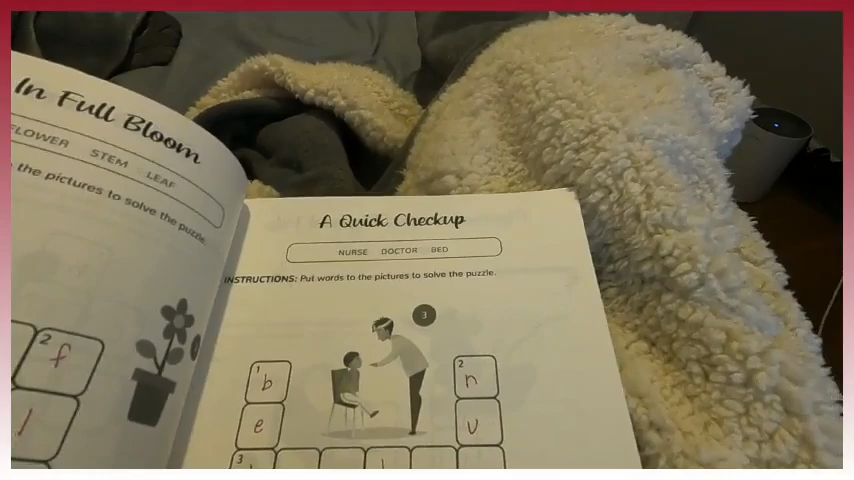 In Full Bloom
FLOWER STEM LEAF
the pictures to solve the puzzle.
2
f
l
A Quick Checkup
NURSE DOCTOR BED
INSTRUCTIONS: Put words to the pictures to solve the puzzle.
3
1
b
2
n
e
u
3